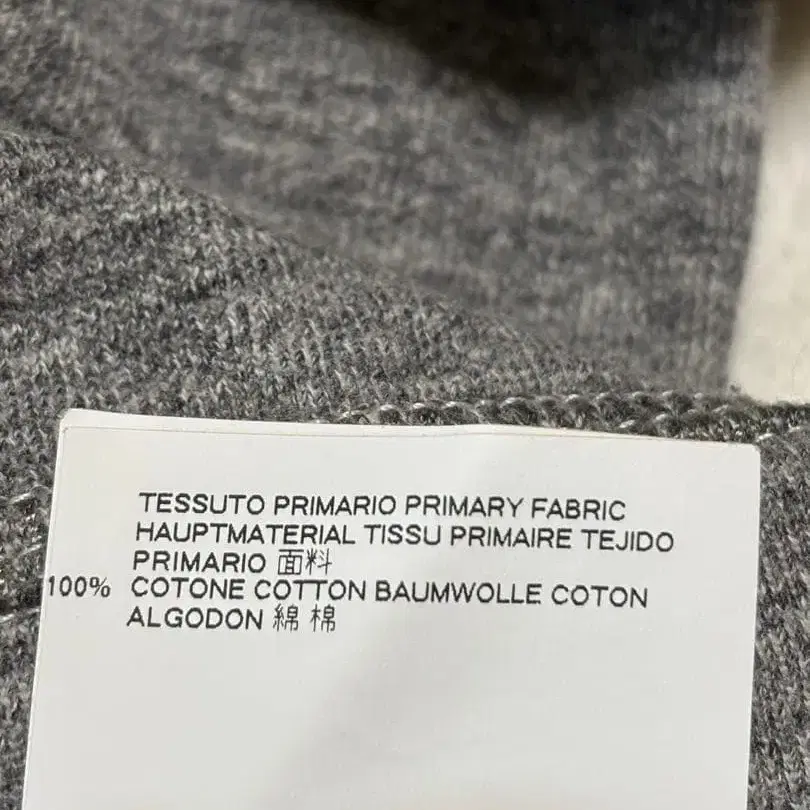 TESSUTO PRIMARIO PRIMARY FABRIC
HAUPTMATERIAL TISSU PRIMAIRE TEJIDO
PRIMARIO 面料
100% COTONE COTTON BAUMWOLLE COTON
ALGODON 綿 棉